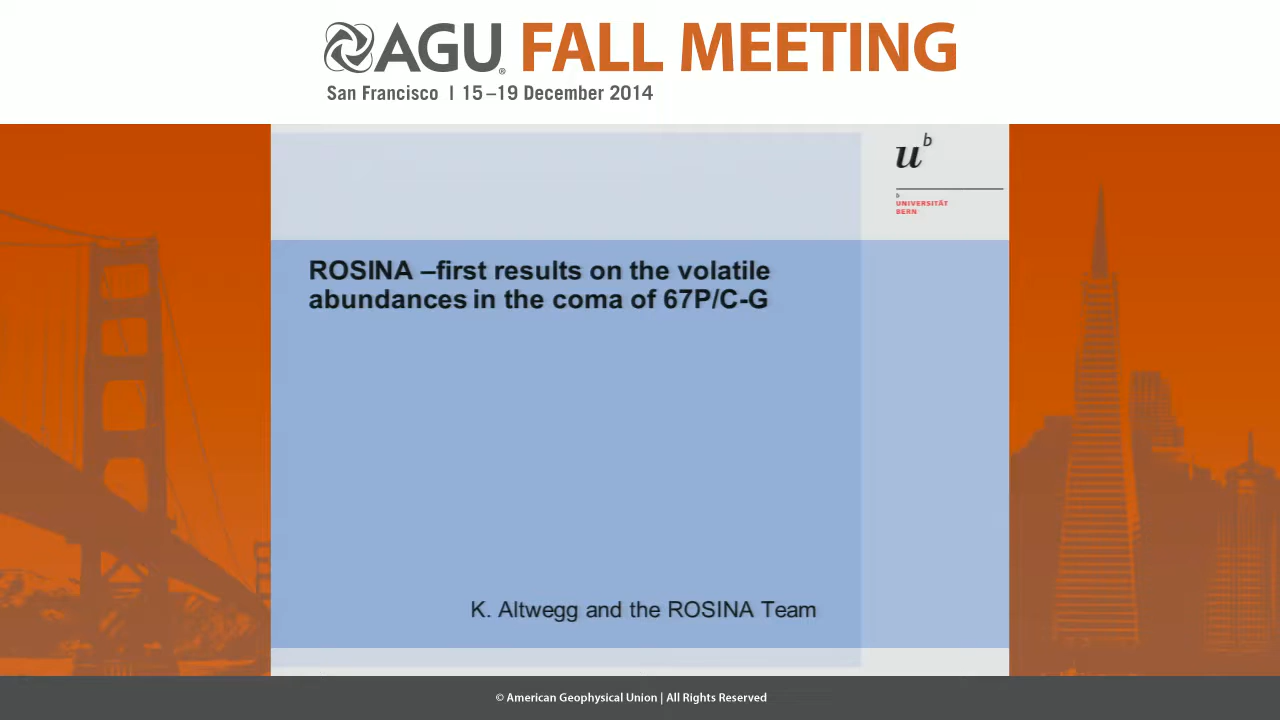 AGU® FALL MEETING
San Francisco | 15–19 December 2014
u b
b
UNIVERSITÄT
BERN
ROSINA –first results on the volatile
abundances in the coma of 67P/C-G
K. Altwegg and the ROSINA Team
© American Geophysical Union | All Rights Reserved